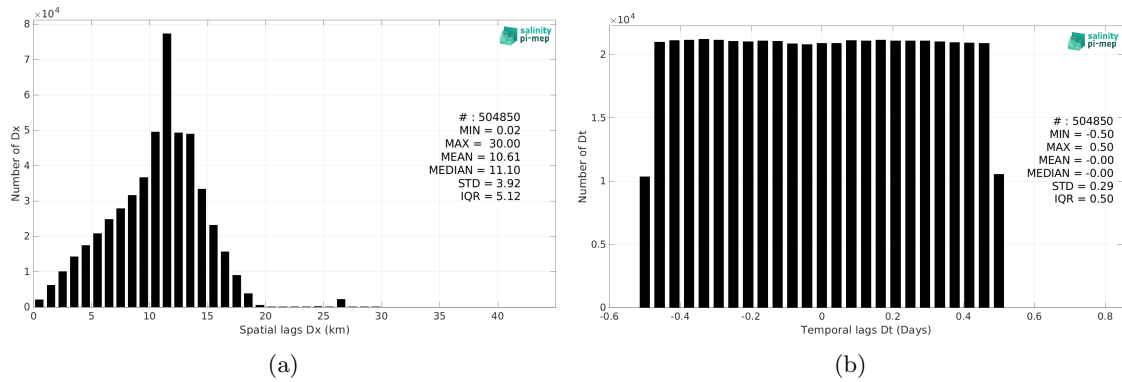 ×10⁴
8
7
6
5
4
3
2
1
0
Number of Dx
salinity
pi-mep
# : 504850
MIN = 0.02
MAX = 30.00
MEAN = 10.61
MEDIAN = 11.10
STD = 3.92
IQR = 5.12
0 5 10 15 20 25 30 35 40
Spatial lags Dx (km)
(a)
×10⁴
2
1.5
1
0.5
0
Number of Dt
salinity
pi-mep
# : 504850
MIN = -0.50
MAX = 0.50
MEAN = -0.00
MEDIAN = -0.00
STD = 0.29
IQR = 0.50
-0.6 -0.4 -0.2 0 0.2 0.4 0.6 0.8
Temporal lags Dt (Days)
(b)